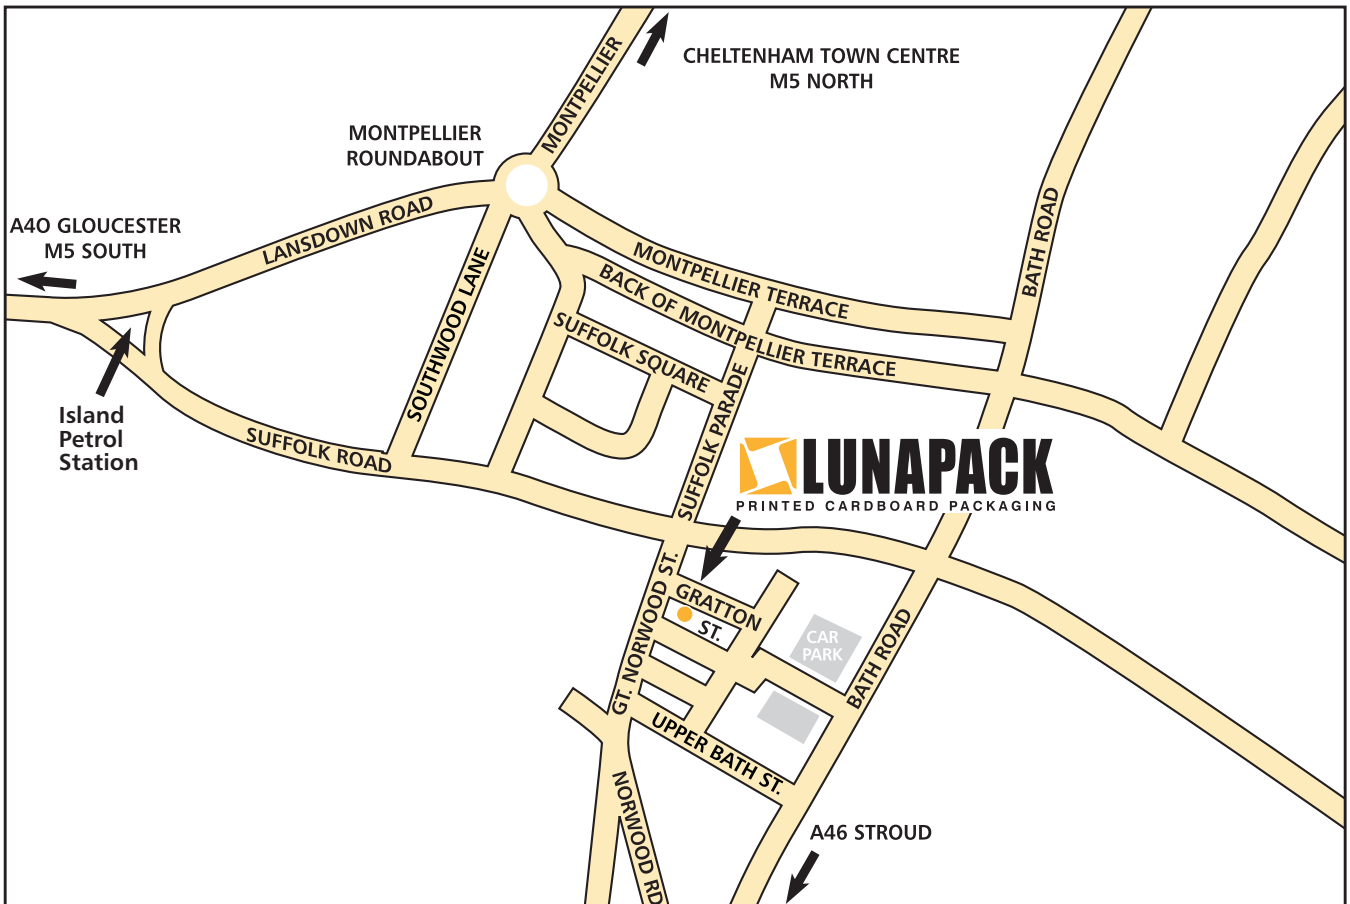 MONTPELLIER
CHELTENHAM TOWN CENTRE
M5 NORTH
MONTPELLIER
ROUNDABOUT
A40 GLOUCESTER
M5 SOUTH
LANSDOWN ROAD
MONTPELLIER TERRACE
BATH ROAD
BACK OF MONTPELLIER TERRACE
SOUTHWOOD LANE
SUFFOLK SQUARE
SUFFOLK PARADE
Island
Petrol
Station
SUFFOLK ROAD
LUNAPACK
PRINTED CARDBOARD PACKAGING
GT. NORWOOD ST.
GRATTON
ST.
CAR
PARK
BATH ROAD
UPPER BATH ST.
NORWOOD RD
A46 STROUD